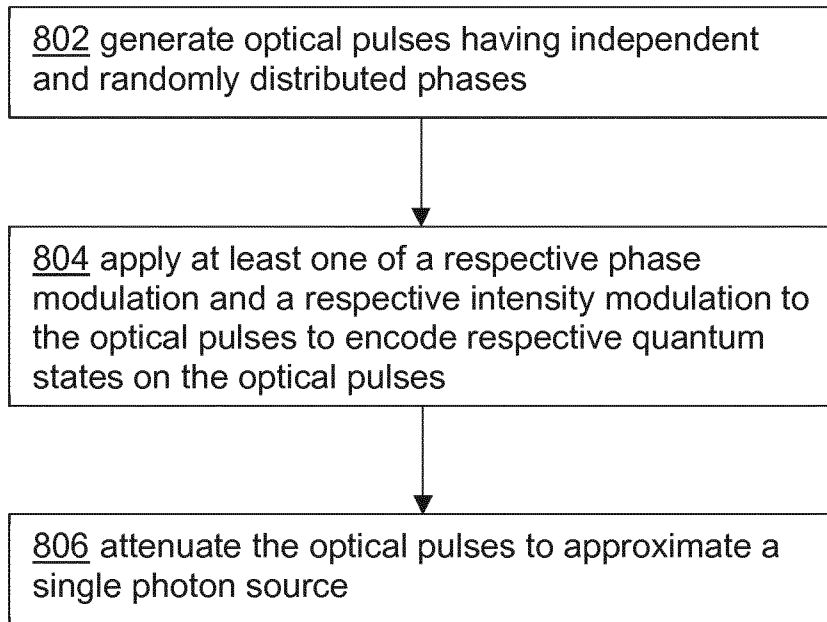 802 generate optical pulses having independent
and randomly distributed phases
804 apply at least one of a respective phase
modulation and a respective intensity modulation to
the optical pulses to encode respective quantum
states on the optical pulses
806 attenuate the optical pulses to approximate a
single photon source